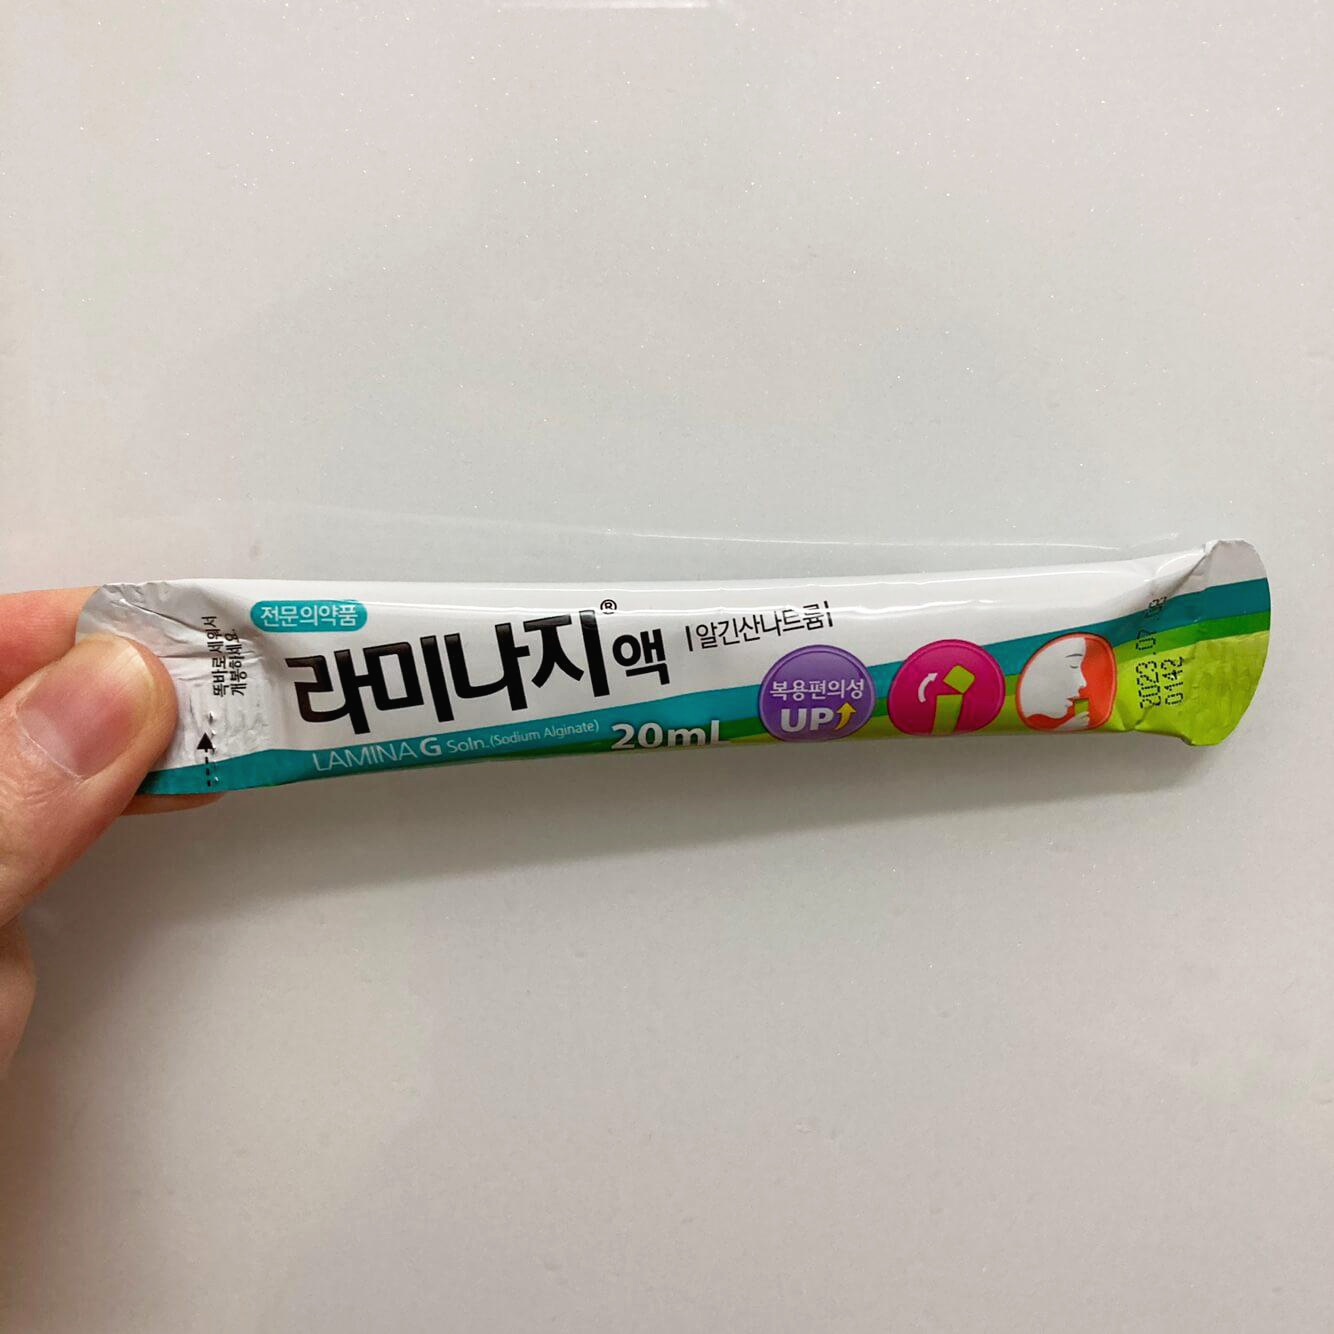 전문의약품
똑바로 세워서
개봉하세요.
라미나지®액
알긴산나트륨
LAMINA G Soln.(Sodium Alginate)
20ml
복용편의성
UP
2023.07.
0142